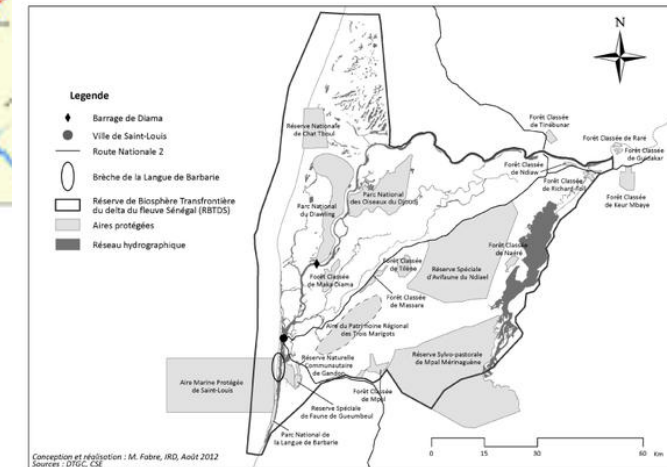 N
Legende
Barrage de Diama
Ville de Saint-Louis
Route Nationale 2
Brèche de la Langue de Barbarie
Réserve de Biosphère Transfrontière
du delta du fleuve Sénégal (RBTDS)
Aires protégées
Réseau hydrographique
Réserve Nationale
de Chat Tboul
Parc National
du Diawling
Parc National
des Oiseaux du Djoudj
Forêt Classée
de Tirébunar
Forêt Classée de Raré
Forêt Classée
de Guidakar
Forêt Classée
de Ndiaw
Forêt Classée
de Richard-Toll
Forêt Classée
de Keur Mbaye
Forêt Classée
de Naéré
Forêt Classée
de Maka Diama
Forêt Classée
de Tilène
Forêt Classée
de Massara
Réserve Spéciale
d'Avifaune du Ndiael
Aire du Patrimoine Régional
des Trois Marigots
Réserve Sylvo-pastorale
de Mpal Mérinaguène
Aire Marine Protégée
de Saint-Louis
Réserve Naturelle
Communautaire
de Gandon
Forêt Classée
de Mpal
Reserve Spéciale
de Faune de Gueumbeul
Parc National de
la Langue de Barbarie
0 15 30 60 Km
Conception et réalisation : M. Fabre, IRD, Août 2012
Sources : DTGC, CSE